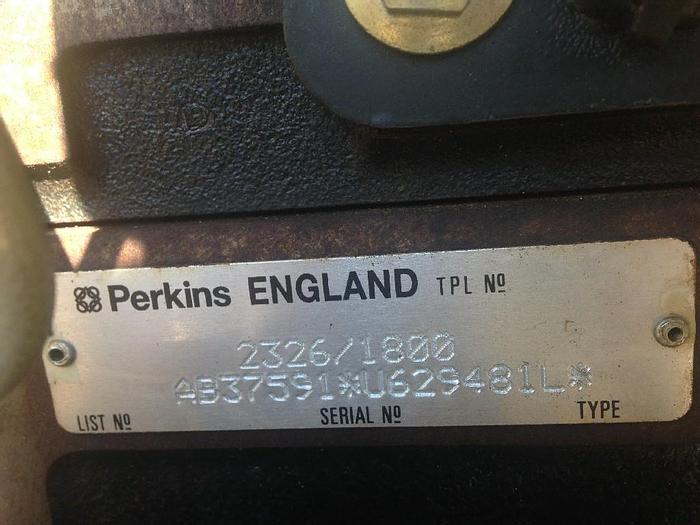 Perkins ENGLAND TPL Nº
2326/1800
AB37591*U629481L*
LIST Nº SERIAL Nº TYPE